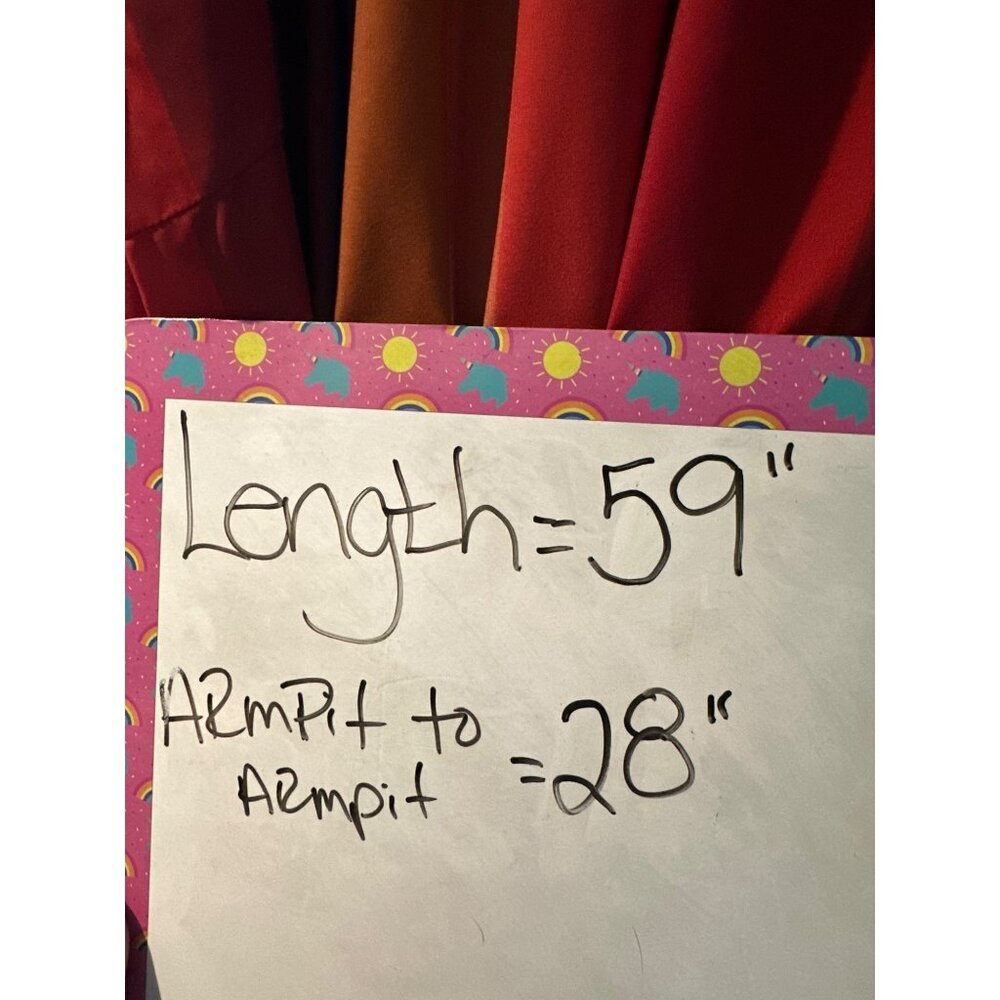 Length = 59"
ARmPit to
ARmpit = 28"